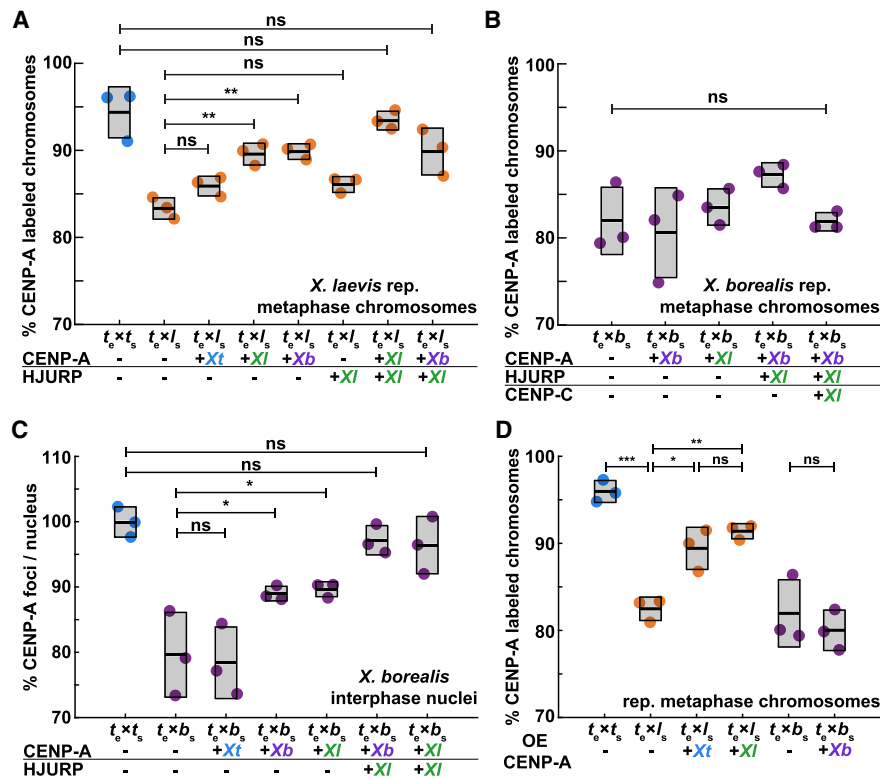 A
ns
ns
ns
**
**
ns
% CENP-A labeled chromosomes
100
90
80
70
X. laevis rep.
metaphase chromosomes
te×ts te×ls te×ls te×ls te×ls te×ls te×ls te×ls
CENP-A - - +Xt +Xl +Xb - +Xl +Xb
HJURP - - - - - +Xl +Xl +Xl
B
ns
% CENP-A labeled chromosomes
100
90
80
70
X. borealis rep.
metaphase chromosomes
te×bs te×bs te×bs te×bs te×bs
CENP-A - +Xb +Xl +Xb +Xb
HJURP - - - +Xl +Xl
CENP-C - - - - +Xl
C
ns
ns
*
*
ns
% CENP-A foci / nucleus
110
100
90
80
70
X. borealis
interphase nuclei
te×ts te×bs te×bs te×bs te×bs te×bs te×bs
CENP-A - - +Xt +Xb +Xl +Xb +Xl
HJURP - - - - - +Xl +Xl
D
**
*** * ns ns
% CENP-A labeled chromosomes
100
90
80
70
rep. metaphase chromosomes
te×ts te×ls te×ls te×ls te×bs te×bs
OE
CENP-A - - +Xt +Xl - +Xb